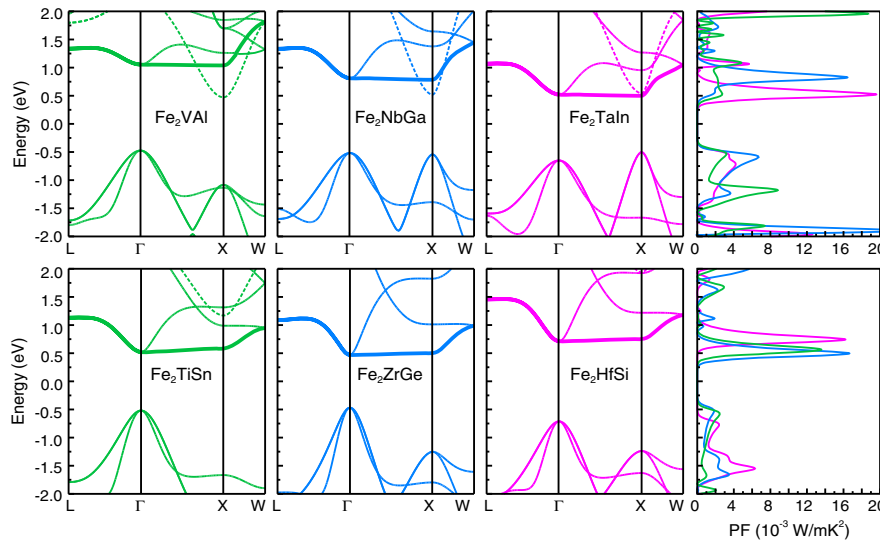 2.0
1.5
1.0
0.5
0.0
-0.5
-1.0
-1.5
-2.0
Energy (eV)
Fe₂VAl
Fe₂NbGa
Fe₂TaIn
L Γ X W
L Γ X W
L Γ X W
0 4 8 12 16 20
2.0
1.5
1.0
0.5
0.0
-0.5
-1.0
-1.5
-2.0
Energy (eV)
Fe₂TiSn
Fe₂ZrGe
Fe₂HfSi
L Γ X W
L Γ X W
L Γ X W
0 4 8 12 16 20
PF (10⁻³ W/mK²)